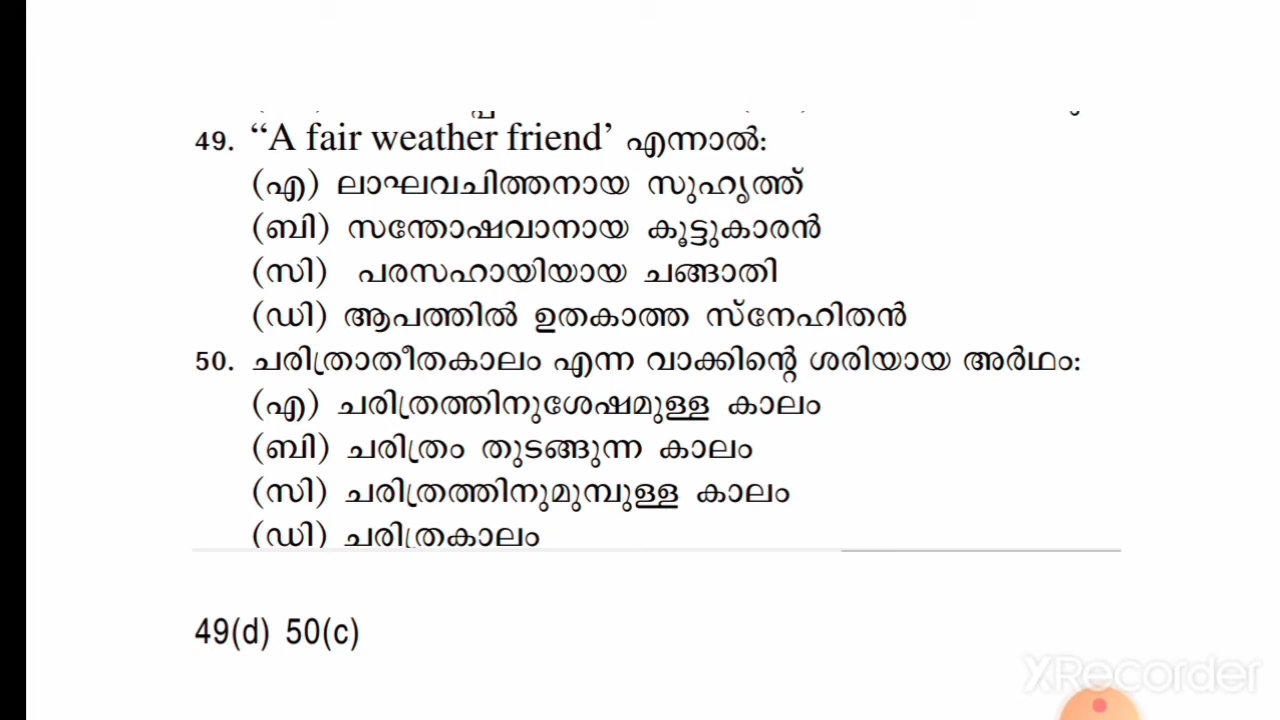 49. “A fair weather friend’ എന്നാൽ:
(എ) ലാഘവചിത്തനായ സുഹൃത്ത്
(ബി) സന്തോഷവാനായ കൂട്ടുകാരൻ
(സി) പരസഹായിയായ ചങ്ങാതി
(ഡി) ആപത്തിൽ ഉതകാത്ത സ്നേഹിതൻ
50. ചരിത്രാതീതകാലം എന്ന വാക്കിന്റെ ശരിയായ അർഥം:
(എ) ചരിത്രത്തിനുശേഷമുള്ള കാലം
(ബി) ചരിത്രം തുടങ്ങുന്ന കാലം
(സി) ചരിത്രത്തിനുമുമ്പുള്ള കാലം
(ഡി) ചരിത്രകാലം
49(d) 50(c)
XRecorder